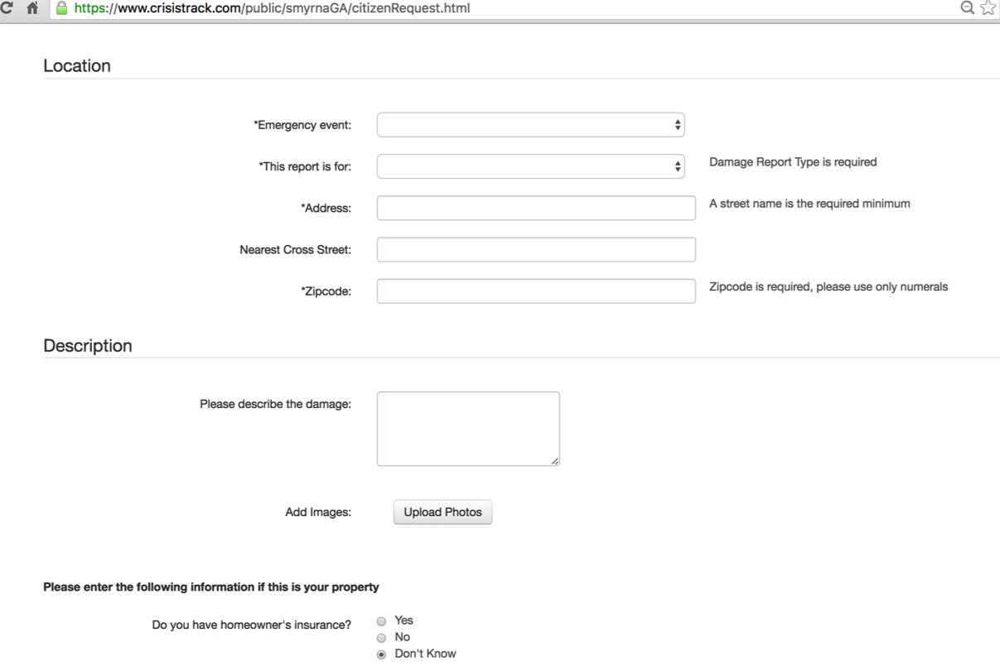 https://www.crisistrack.com/public/smyrnaGA/citizenRequest.html
Location
*Emergency event:
*This report is for: Damage Report Type is required
*Address: A street name is the required minimum
Nearest Cross Street:
*Zipcode: Zipcode is required, please use only numerals
Description
Please describe the damage:
Add Images: Upload Photos
Please enter the following information if this is your property
Do you have homeowner's insurance? Yes
No
Don't Know